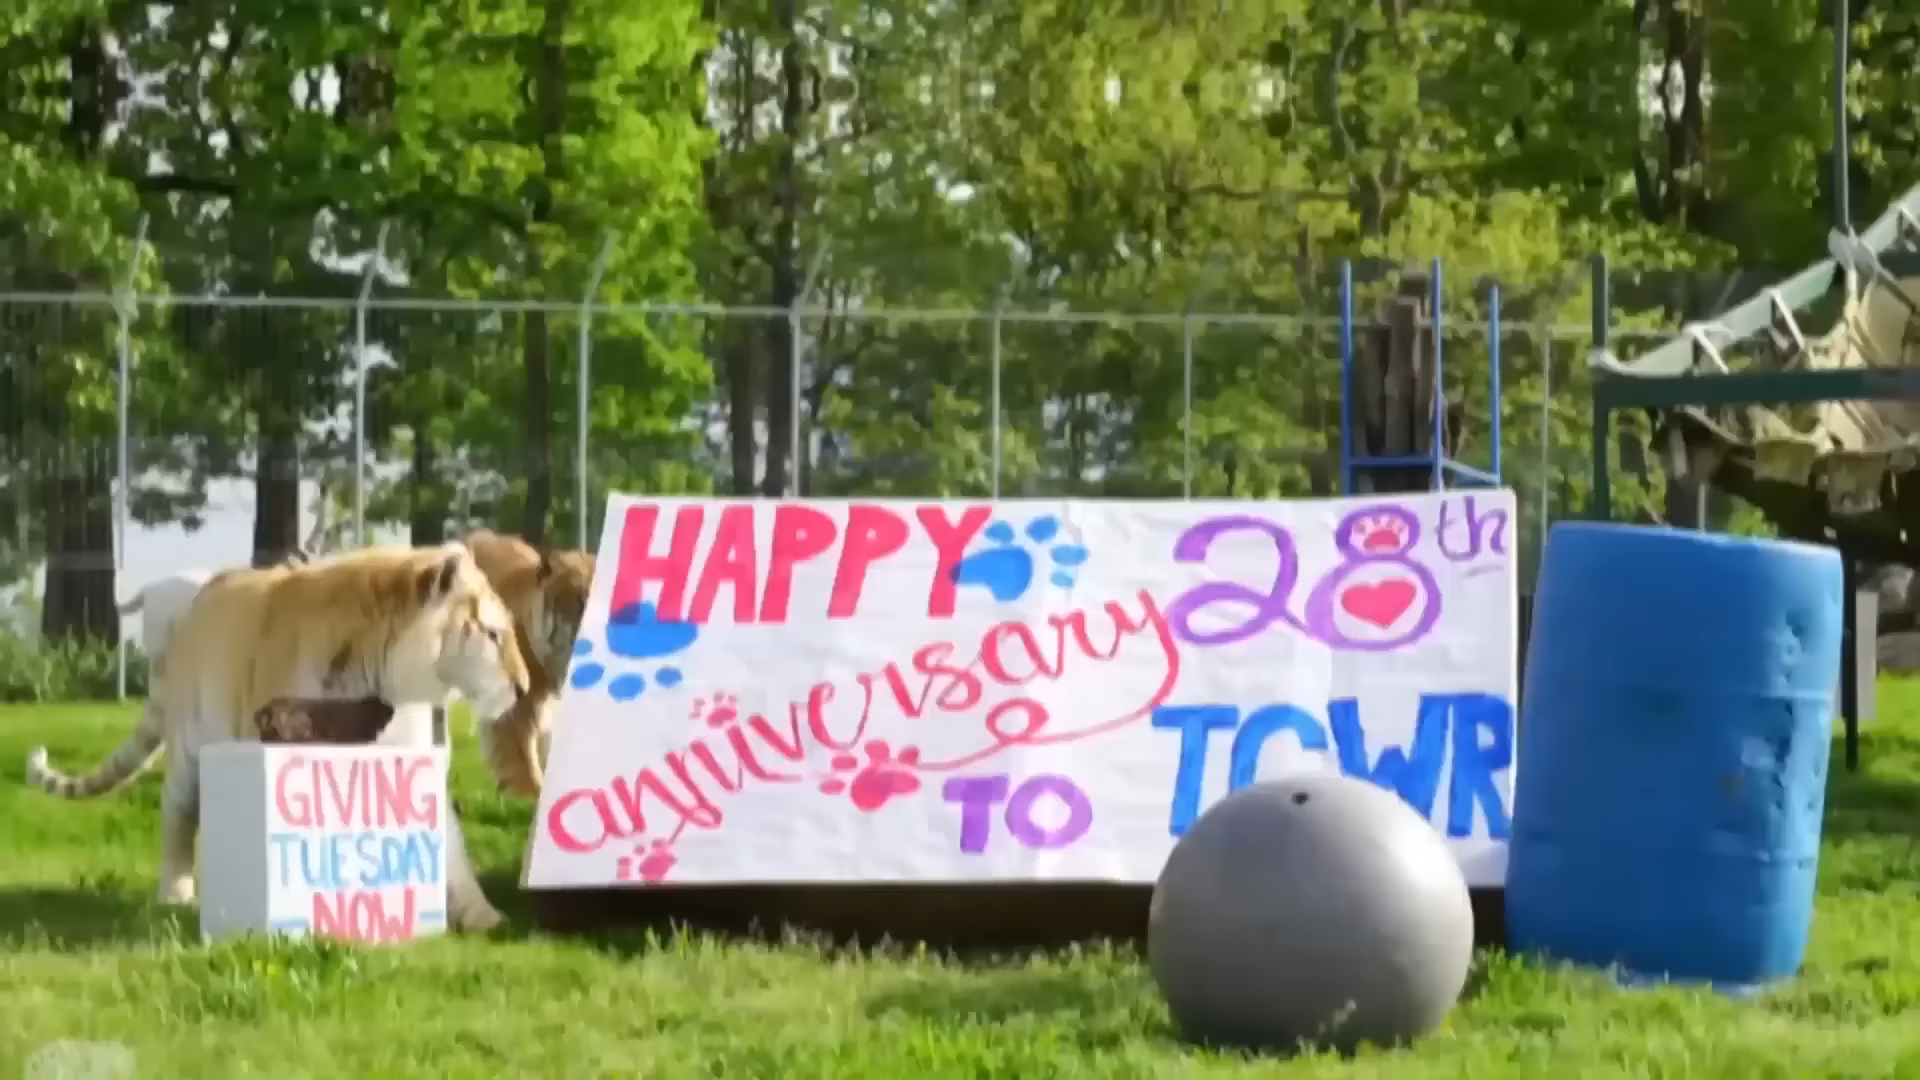 HAPPY 28th
anniversary
TO TCWR
GIVING
TUESDAY
-NOW-